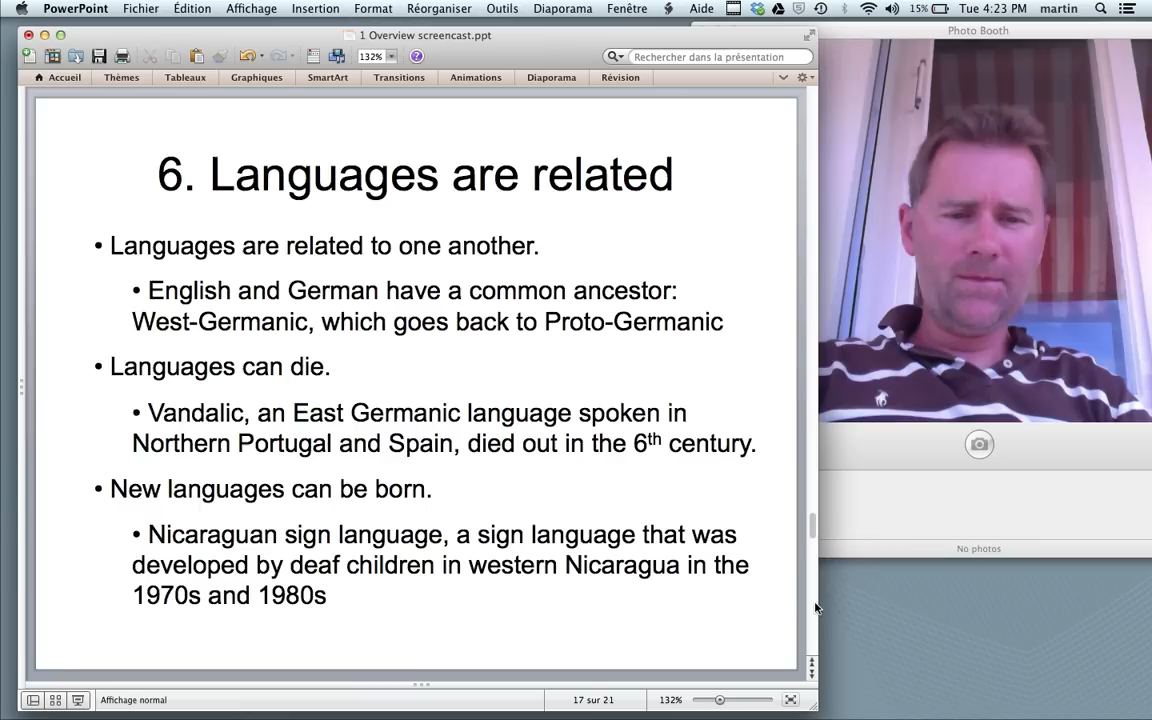 PowerPoint Fichier Édition Affichage Insertion Format Réorganiser Outils Diaporama Fenêtre Aide 15% Tue 4:23 PM martin
1 Overview screencast.ppt
Photo Booth
132% Rechercher dans la présentation
Accueil Thèmes Tableaux Graphiques SmartArt Transitions Animations Diaporama Révision
6. Languages are related
• Languages are related to one another.
• English and German have a common ancestor:
West-Germanic, which goes back to Proto-Germanic
• Languages can die.
• Vandalic, an East Germanic language spoken in
Northern Portugal and Spain, died out in the 6th century.
• New languages can be born.
• Nicaraguan sign language, a sign language that was
developed by deaf children in western Nicaragua in the
1970s and 1980s
No photos
Affichage normal 17 sur 21 132%